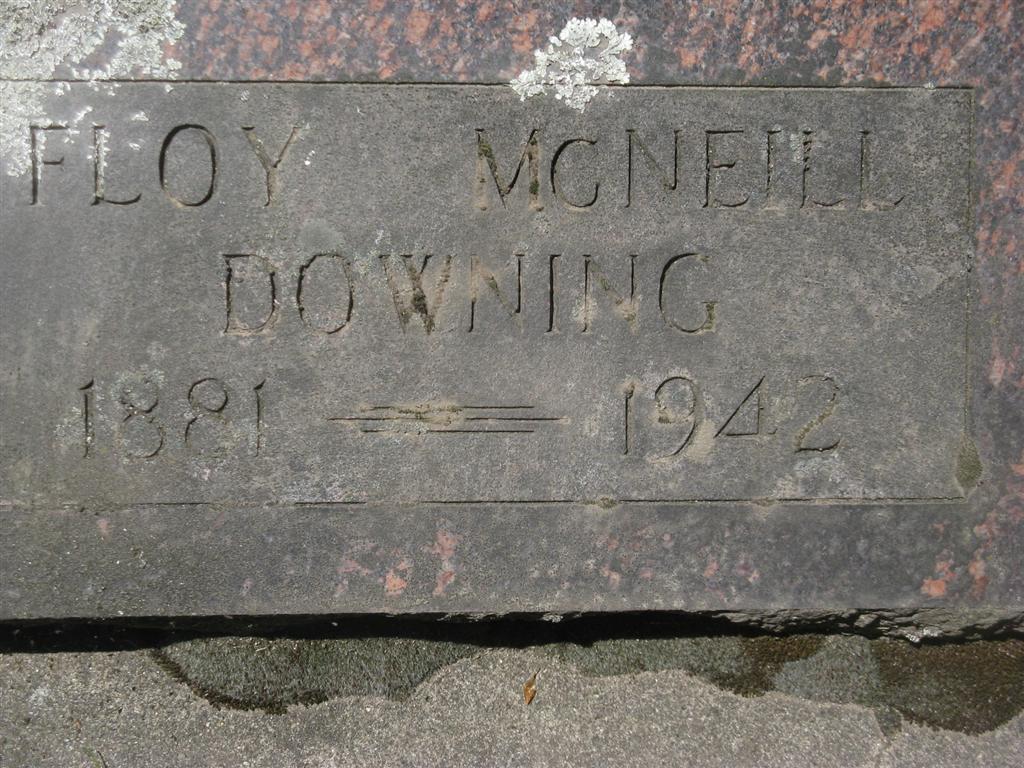 FLOY McNEILL
DOWNING
1881 — 1942